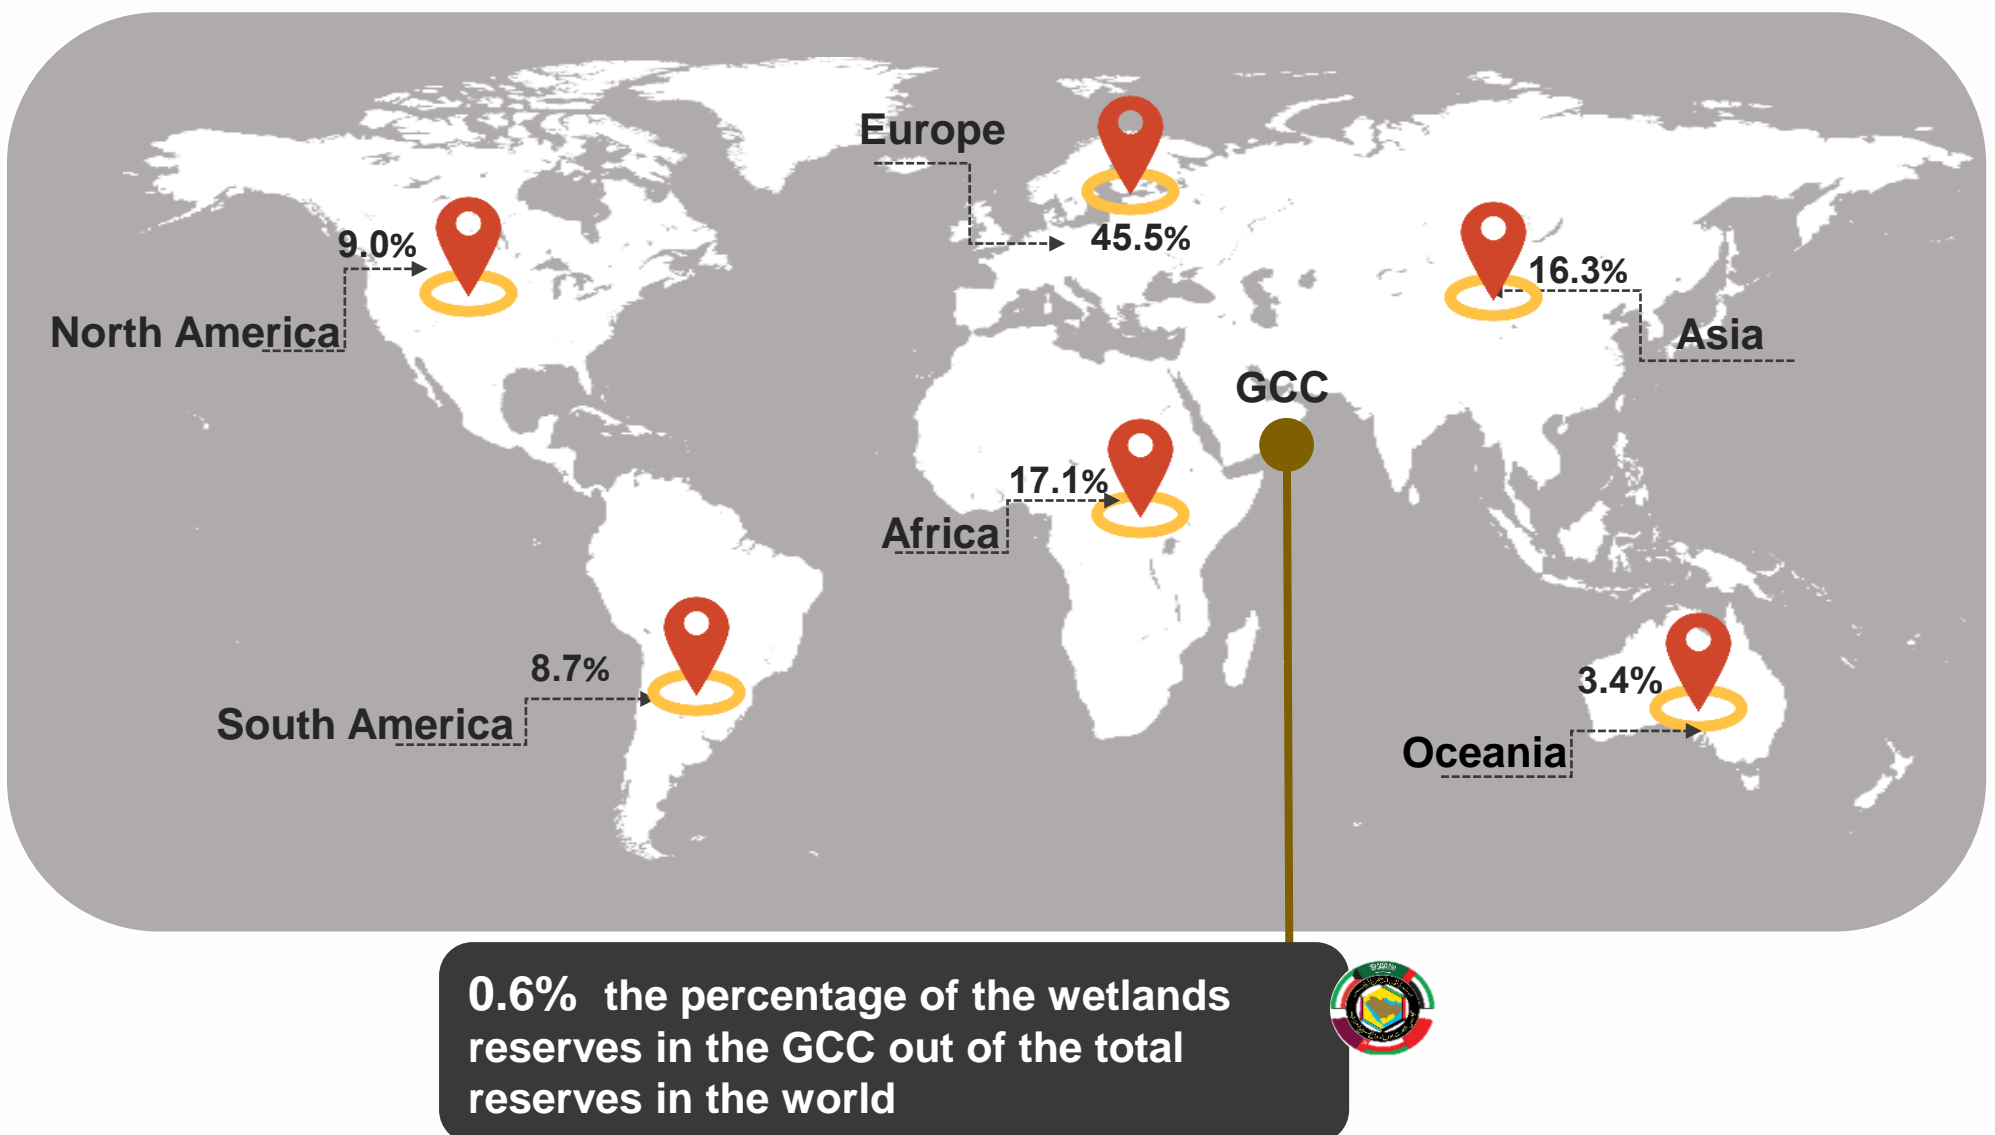 Europe
45.5%
9.0%
North America
16.3%
Asia
GCC
17.1%
Africa
8.7%
South America
3.4%
Oceania
0.6% the percentage of the wetlands
reserves in the GCC out of the total
reserves in the world